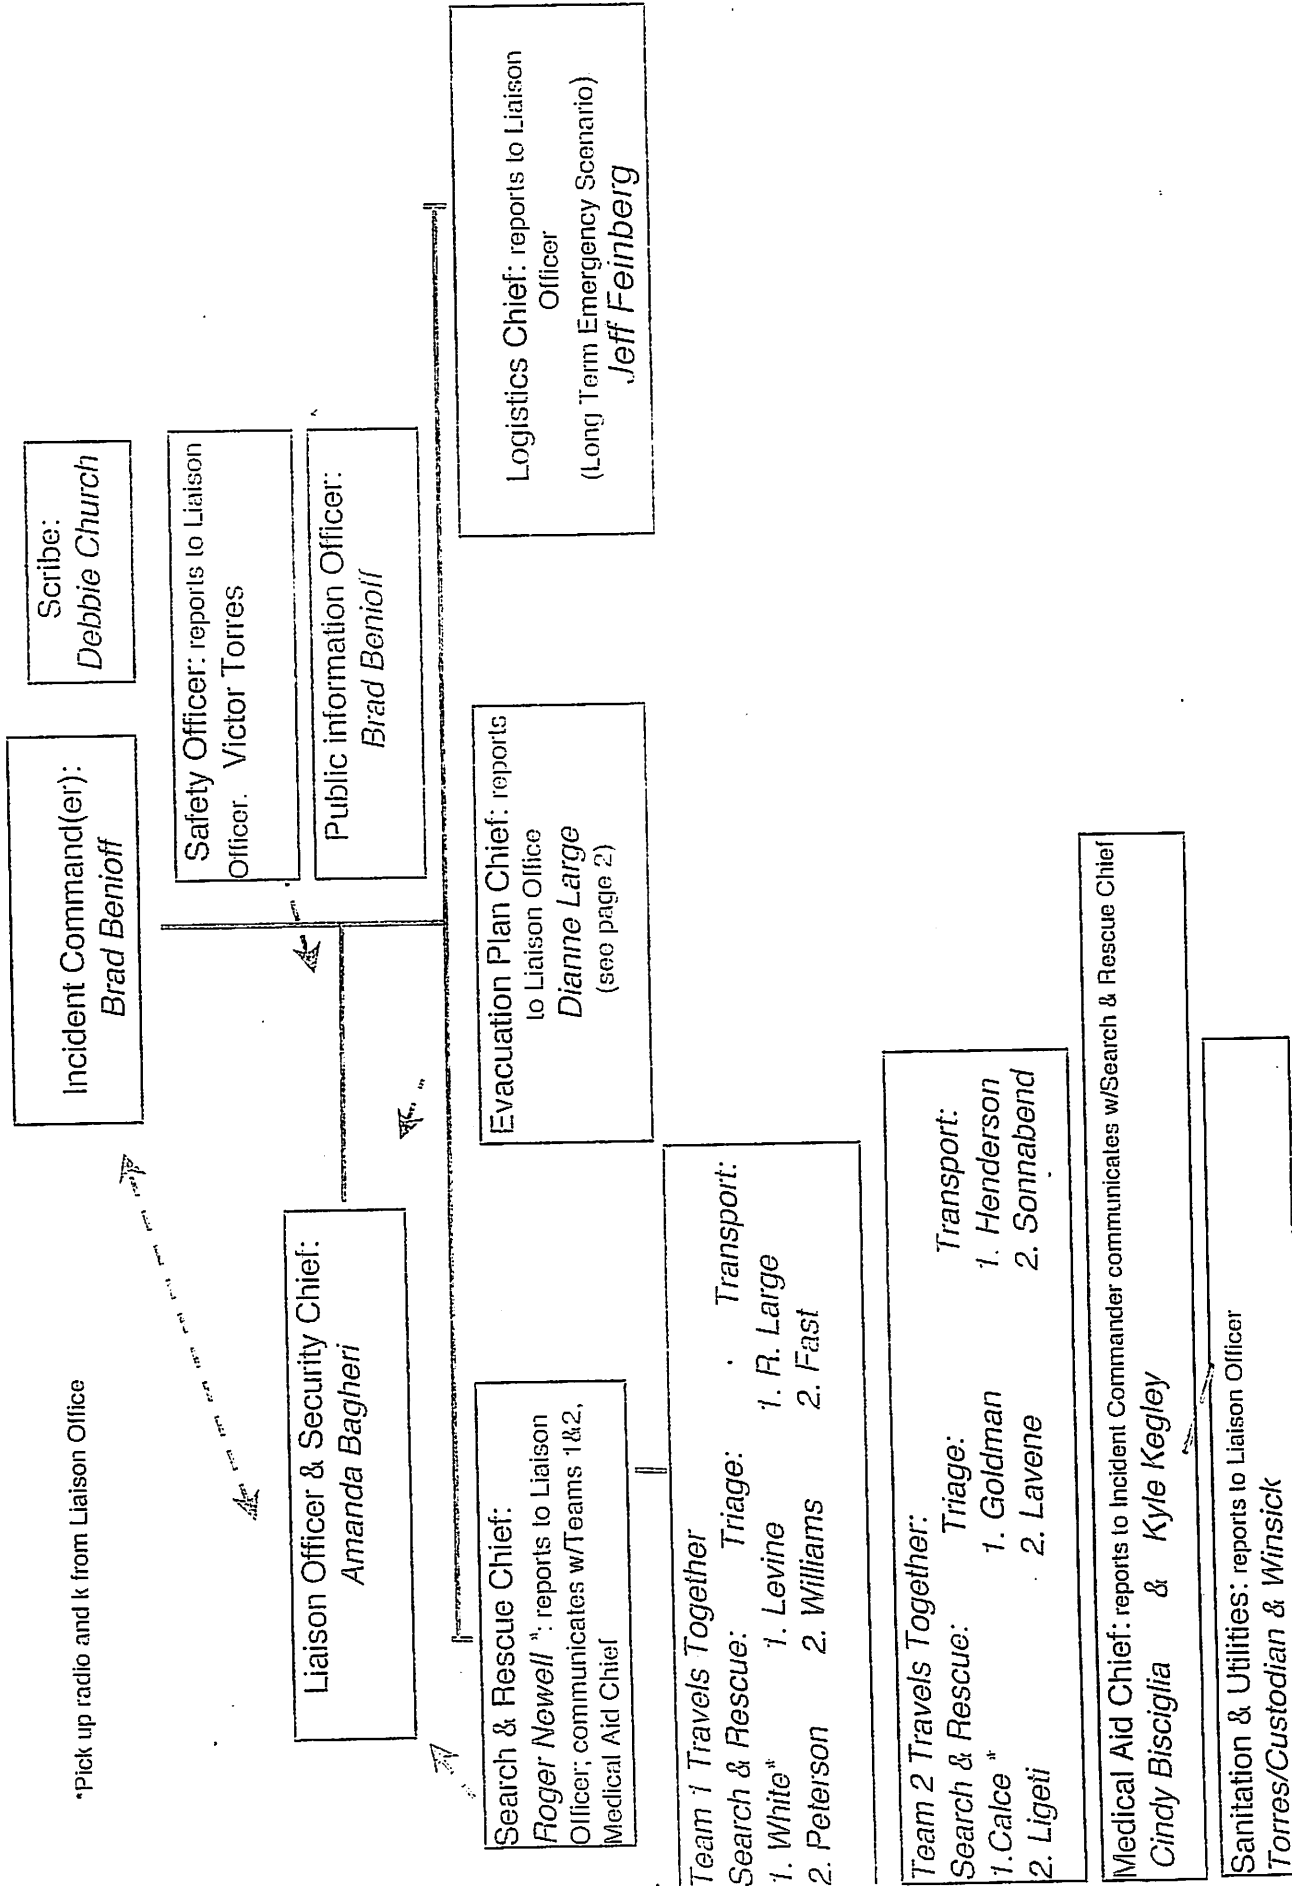 *Pick up radio and k from Liaison Office
Incident Command(er):
Brad Benioff
Scribe:
Debbie Church
Safety Officer: reports to Liaison
Officer. Victor Torres
Public information Officer:
Brad Benioff
Liaison Officer & Security Chief:
Amanda Bagheri
Search & Rescue Chief:
Roger Newell *: reports to Liaison
Officer; communicates w/Teams 1&2,
Medical Aid Chief
Evacuation Plan Chief: reports
to Liaison Office
Dianne Large
(see page 2)
Logistics Chief: reports to Liaison
Officer
(Long Term Emergency Scenario)
Jeff Feinberg
Team 1 Travels Together
Search & Rescue: Triage: Transport:
1. White* 1. Levine 1. R. Large
2. Peterson 2. Williams 2. Fast
Team 2 Travels Together:
Search & Rescue: Triage: Transport:
1.Calce * 1. Goldman 1. Henderson
2. Ligeti 2. Lavene 2. Sonnabend
Medical Aid Chief: reports to Incident Commander communicates w/Search & Rescue Chief
Cindy Bisciglia & Kyle Kegley
Sanitation & Utilities: reports to Liaison Officer
Torres/Custodian & Winsick